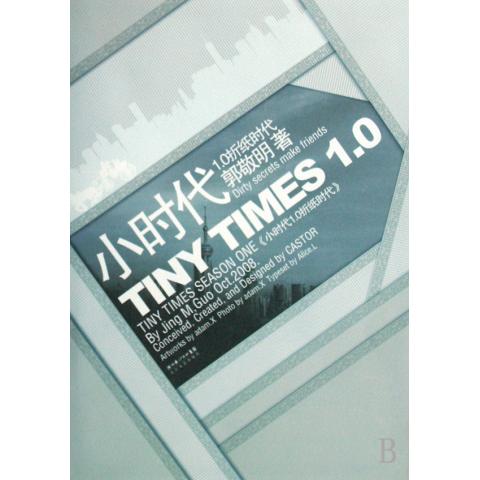 小时代
1.0折纸时代
郭敬明 著
Dirty secrets make friends
TINY TIMES 1.0
TINY TIMES SEASON ONE《小时代1.0折纸时代》
By Jing M.Guo Oct.2008.
Conceived, Created, and Designed by CASTOR
Artworks by adam.X Photo by adam.X Typeset by Alice.L
B